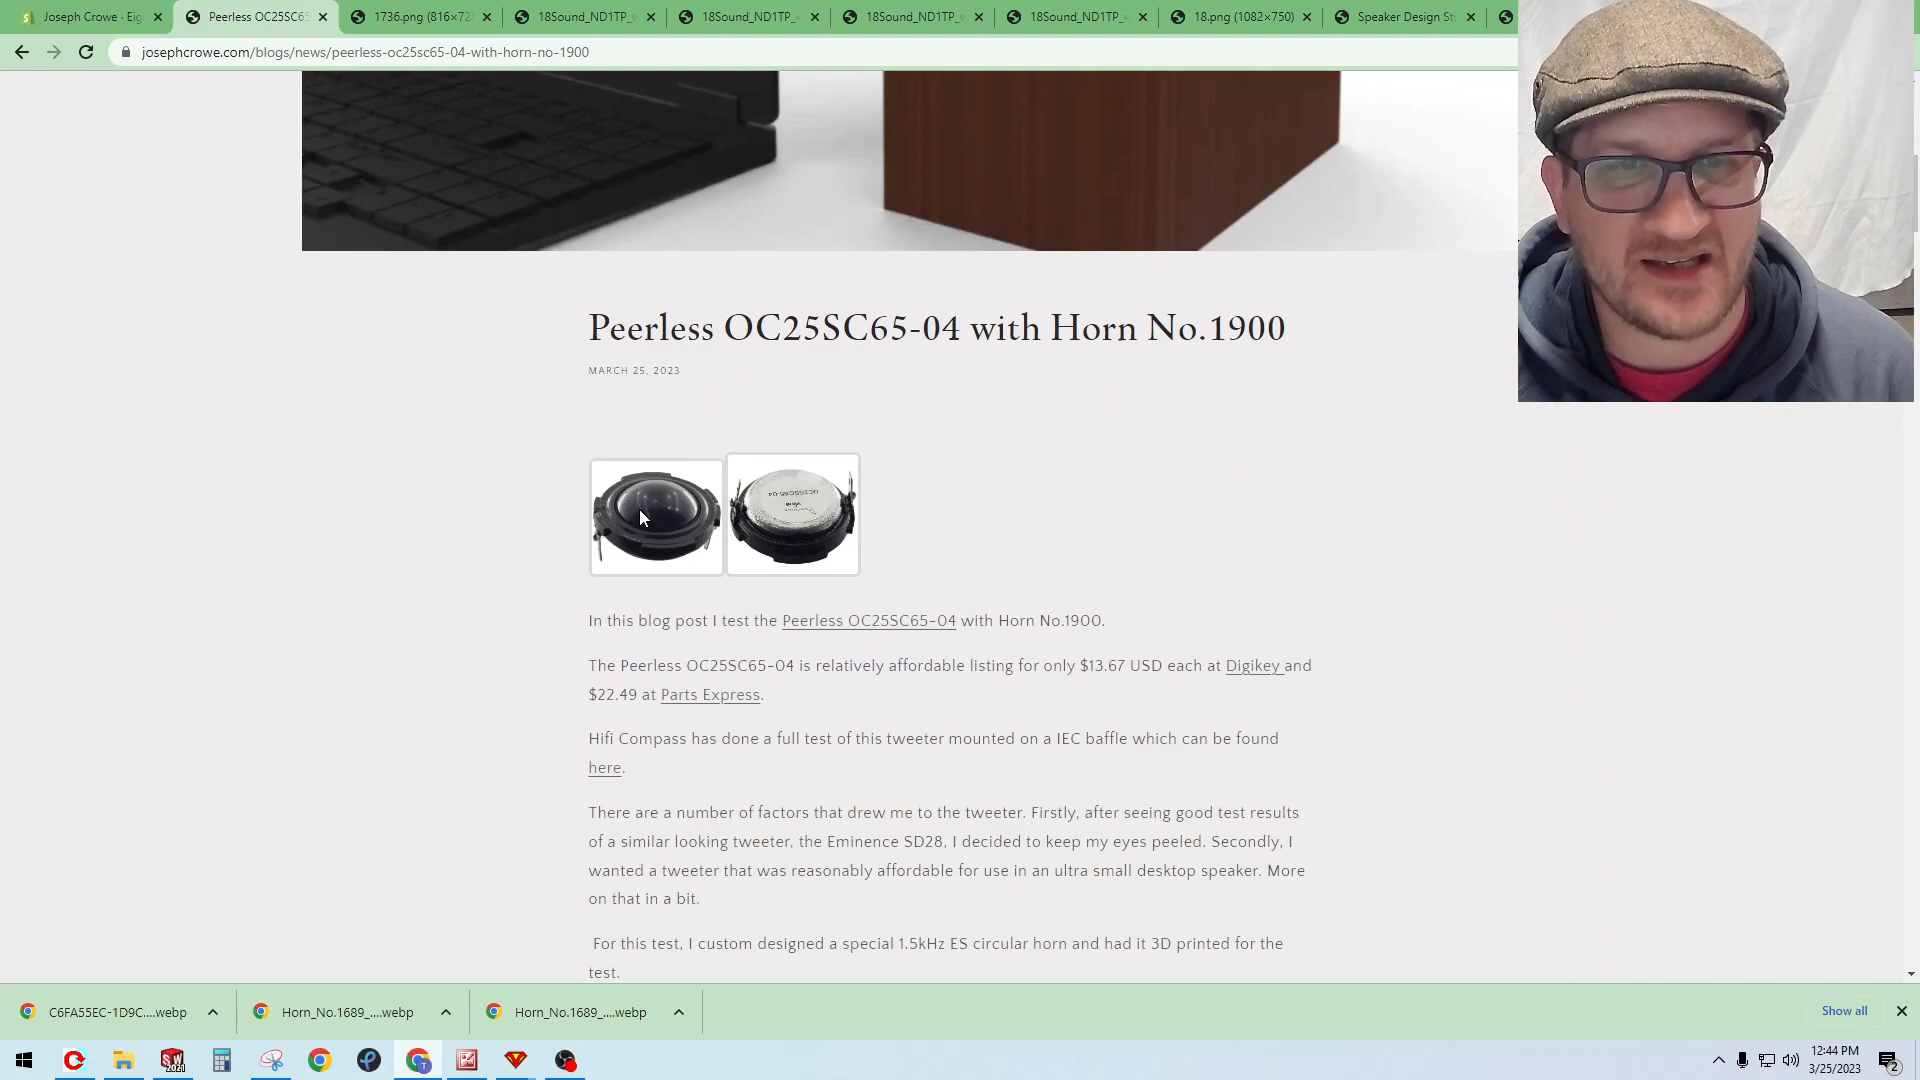 Joseph Crowe · Eig
Peerless OC25SC65
1736.png (816×72
18Sound_ND1TP_w
18Sound_ND1TP_w
18Sound_ND1TP_w
18Sound_ND1TP_w
18.png (1082×750)
Speaker Design St
josephcrowe.com/blogs/news/peerless-oc25sc65-04-with-horn-no-1900
Peerless OC25SC65-04 with Horn No.1900
MARCH 25, 2023
In this blog post I test the Peerless OC25SC65-04 with Horn No.1900.
The Peerless OC25SC65-04 is relatively affordable listing for only $13.67 USD each at Digikey and
$22.49 at Parts Express.
Hifi Compass has done a full test of this tweeter mounted on a IEC baffle which can be found
here.
There are a number of factors that drew me to the tweeter. Firstly, after seeing good test results
of a similar looking tweeter, the Eminence SD28, I decided to keep my eyes peeled. Secondly, I
wanted a tweeter that was reasonably affordable for use in an ultra small desktop speaker. More
on that in a bit.
For this test, I custom designed a special 1.5kHz ES circular horn and had it 3D printed for the
test.
C6FA55EC-1D9C....webp
Horn_No.1689_....webp
Horn_No.1689_....webp
Show all
SW
2021
T
12:44 PM
3/25/2023
2